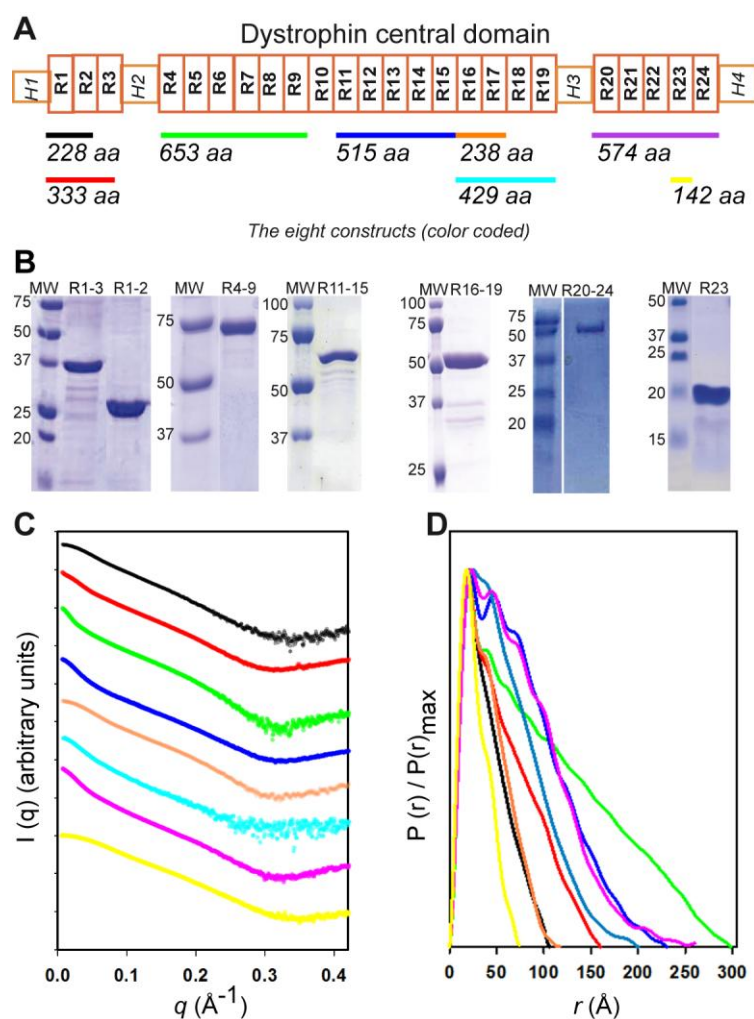 A
Dystrophin central domain
H1 R1 R2 R3 H2 R4 R5 R6 R7 R8 R9 R10 R11 R12 R13 R14 R15 R16 R17 R18 R19 H3 R20 R21 R22 R23 R24 H4
228 aa 653 aa 515 aa 238 aa 574 aa
333 aa 429 aa 142 aa
The eight constructs (color coded)
B
MW R1-3 R1-2 MW R4-9 MW R11-15 MW R16-19 MW R20-24 MW R23
75 50 37 25 20
75 50 37
100 75 50 37
100 75 50 37 25
75 50 37 25 20
50 37 25 20 15
C
I (q) (arbitrary units)
0.0 0.1 0.2 0.3 0.4
q (Å-1)
D
P (r) / P(r)max
0 50 100 150 200 250 300
r (Å)